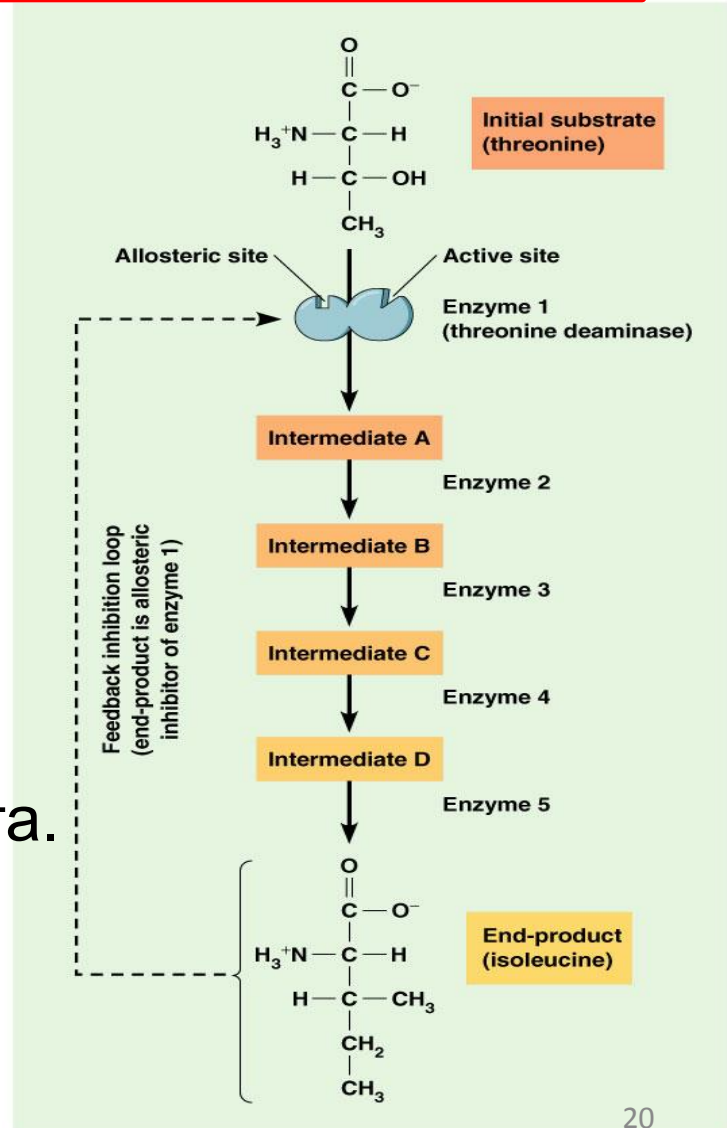 O
||
C — O⁻
H₃⁺N — C — H
H — C — OH
CH₃
Initial substrate
(threonine)
Allosteric site
Active site
Enzyme 1
(threonine deaminase)
Intermediate A
Enzyme 2
Intermediate B
Enzyme 3
Intermediate C
Enzyme 4
Intermediate D
Enzyme 5
Feedback inhibition loop
(end-product is allosteric
inhibitor of enzyme 1)
ra.
O
||
C — O⁻
H₃⁺N — C — H
H — C — CH₃
CH₂
CH₃
End-product
(isoleucine)
20